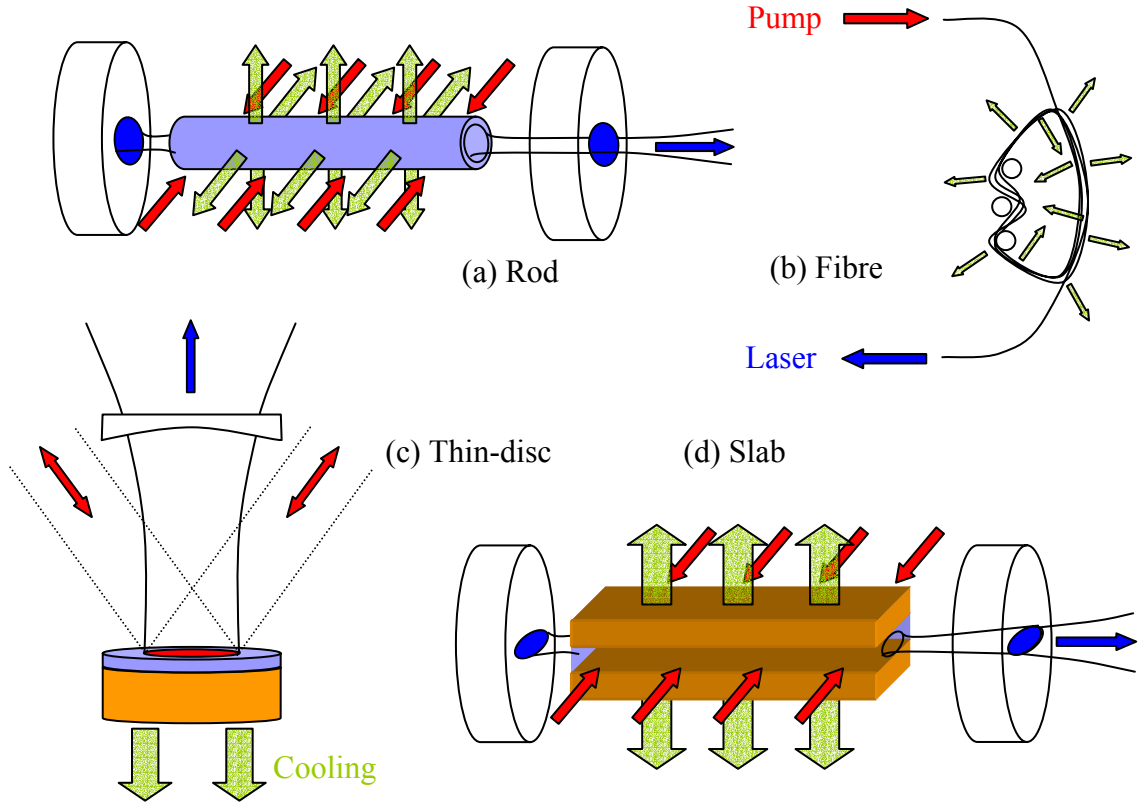 Pump
(a) Rod
(b) Fibre
Laser
(c) Thin-disc
(d) Slab
Cooling